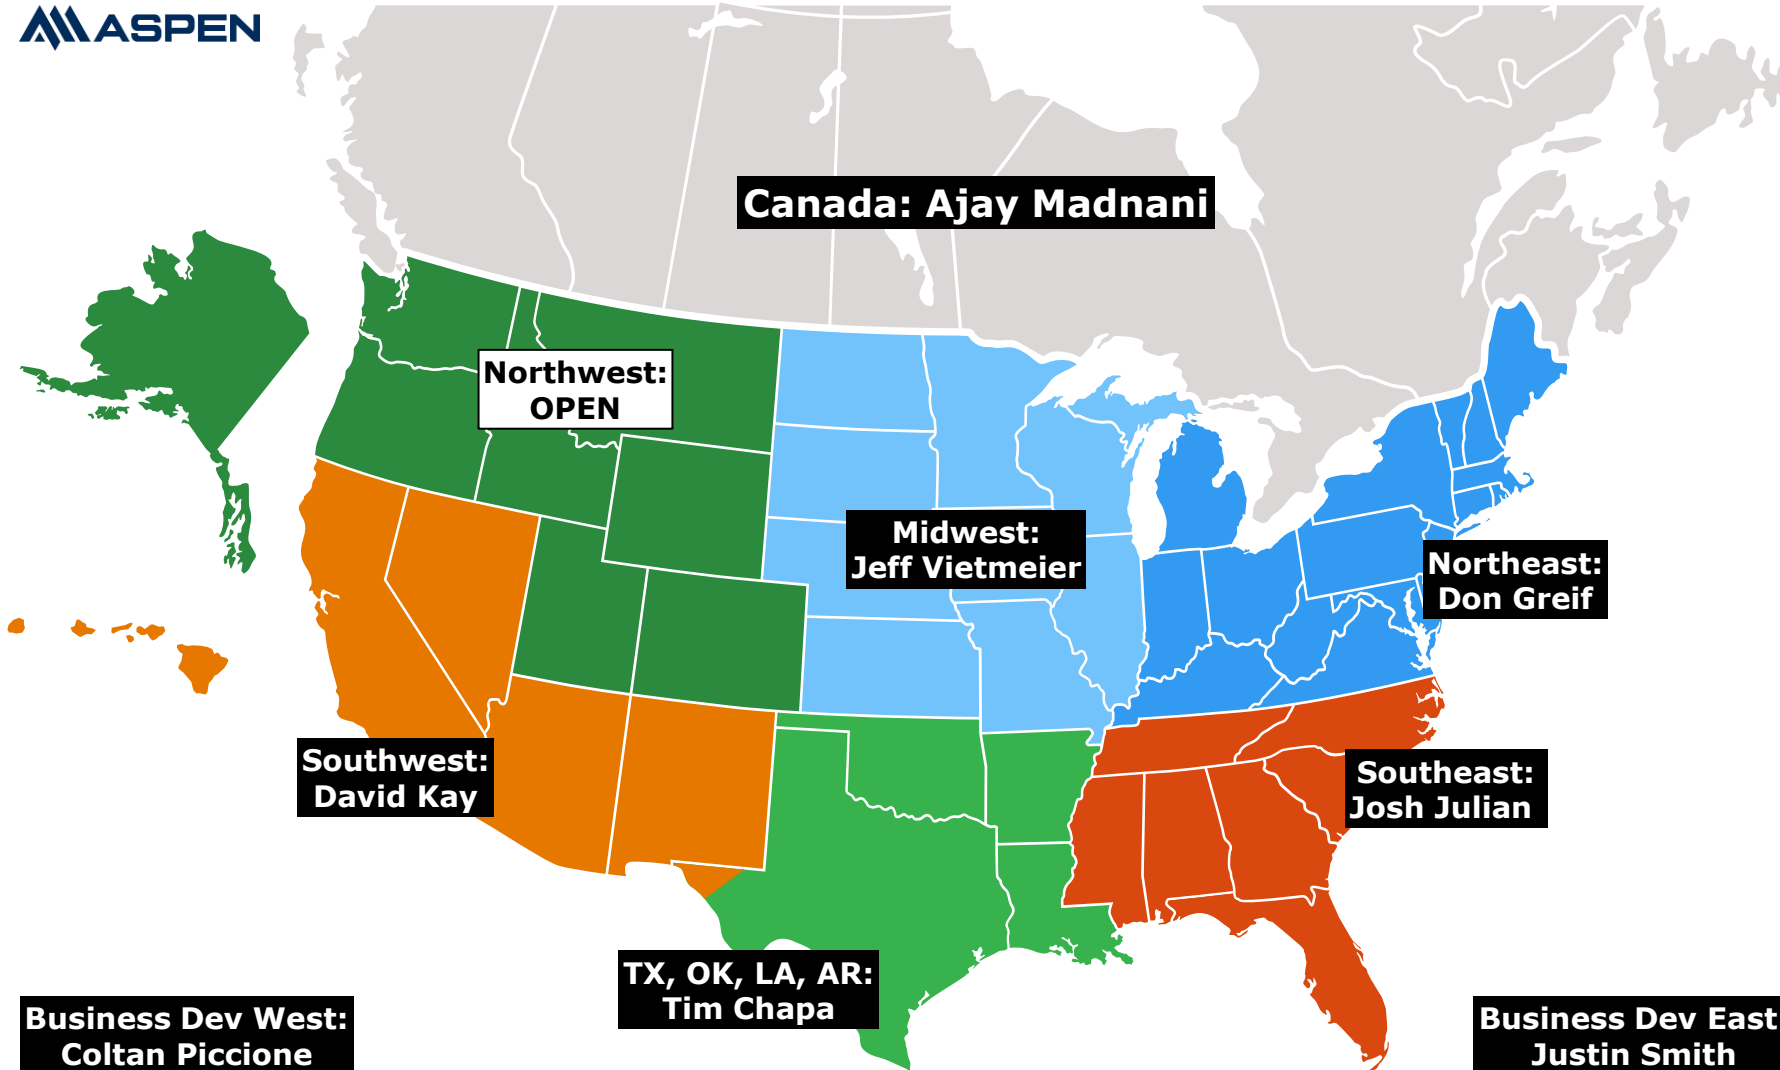 ASPEN
Canada: Ajay Madnani
Northwest:
OPEN
Midwest:
Jeff Vietmeier
Northeast:
Don Greif
Southwest:
David Kay
Southeast:
Josh Julian
TX, OK, LA, AR:
Tim Chapa
Business Dev West:
Coltan Piccione
Business Dev East
Justin Smith